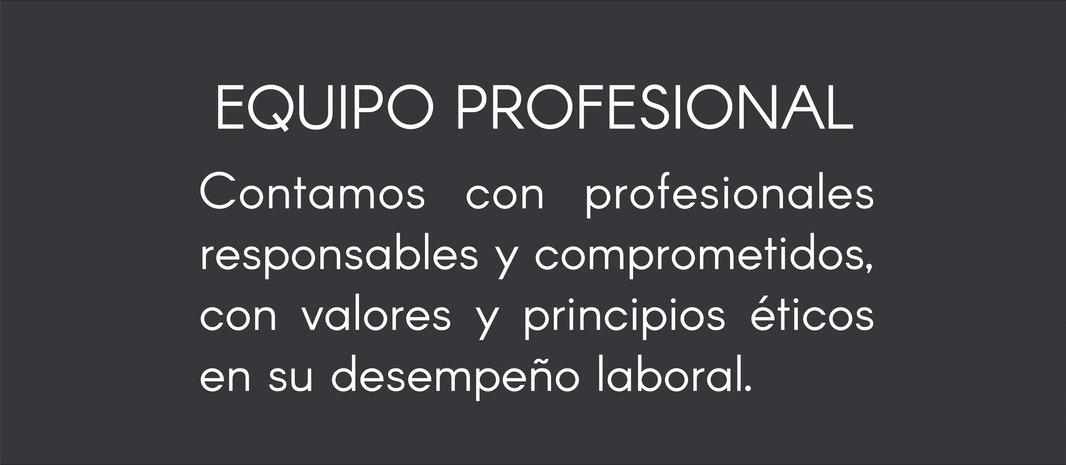 EQUIPO PROFESIONAL
Contamos con profesionales
responsables y comprometidos,
con valores y principios éticos
en su desempeño laboral.